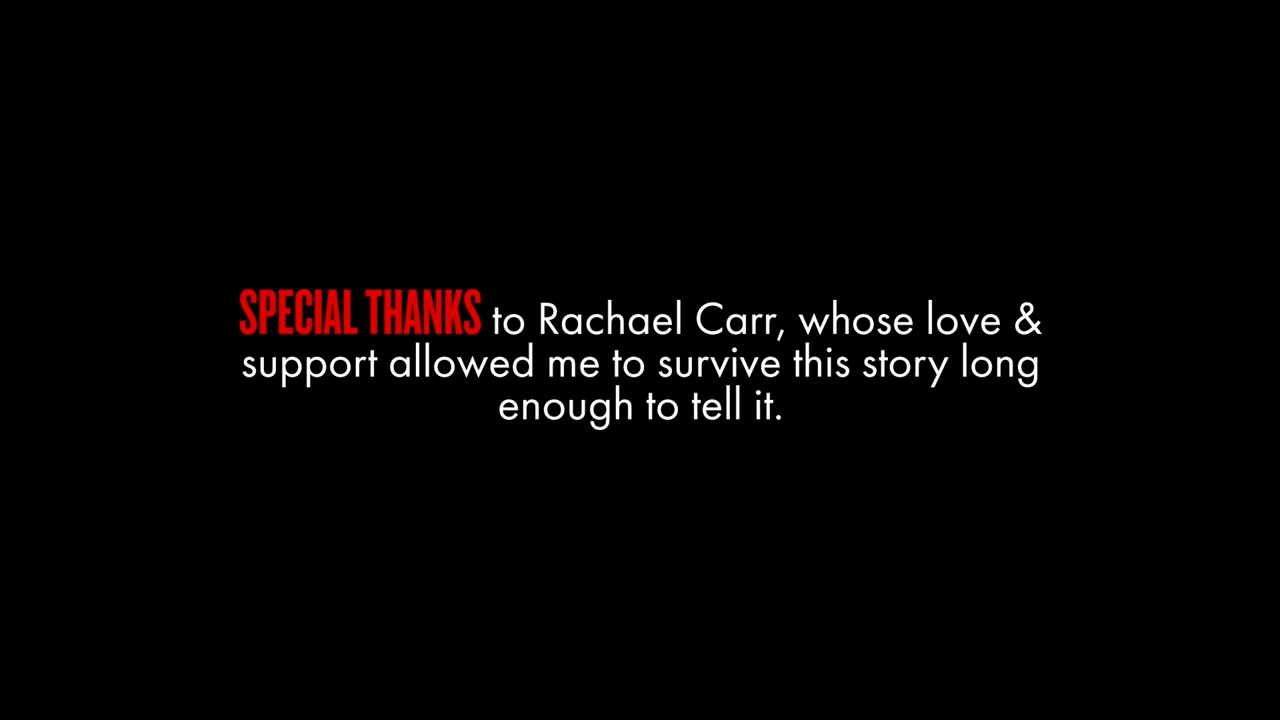 SPECIAL THANKS to Rachael Carr, whose love &
support allowed me to survive this story long
enough to tell it.